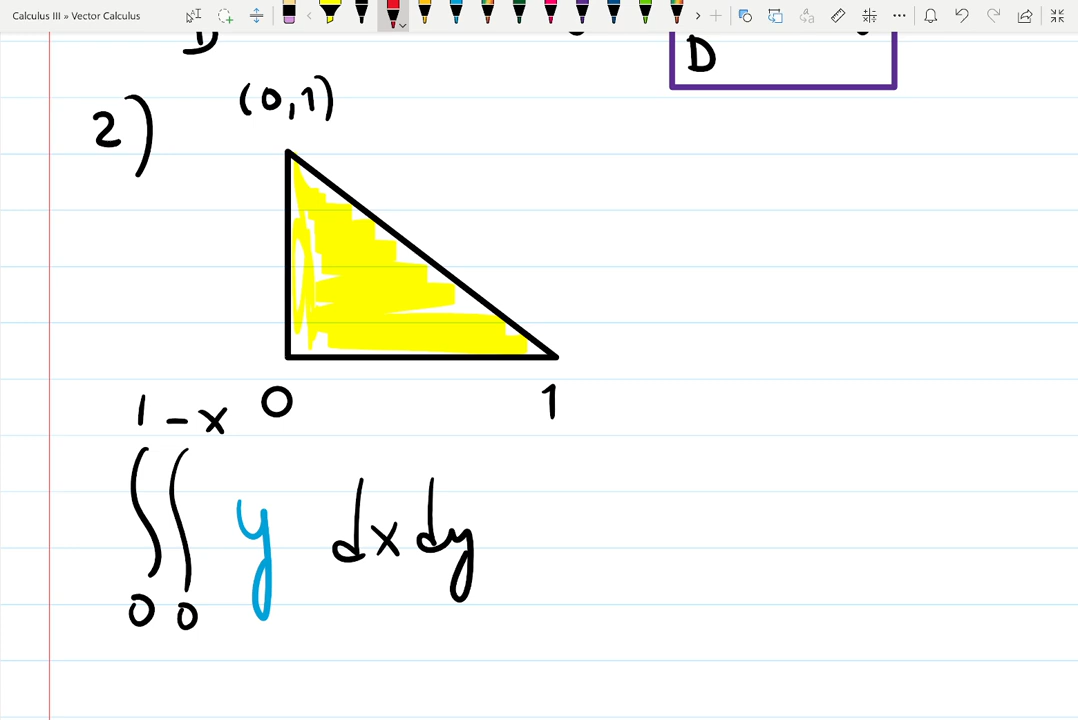 Calculus III » Vector Calculus
D
D
2)
(0,1)
0 1
1 - x
∫∫ y dx dy
0 0